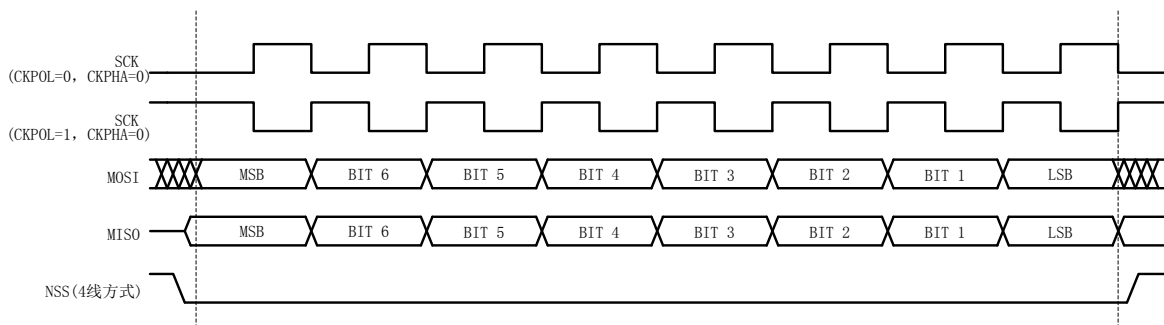 SCK
(CKPOL=0, CKPHA=0)
SCK
(CKPOL=1, CKPHA=0)
MOSI MSB BIT 6 BIT 5 BIT 4 BIT 3 BIT 2 BIT 1 LSB
MISO MSB BIT 6 BIT 5 BIT 4 BIT 3 BIT 2 BIT 1 LSB
NSS(4线方式)